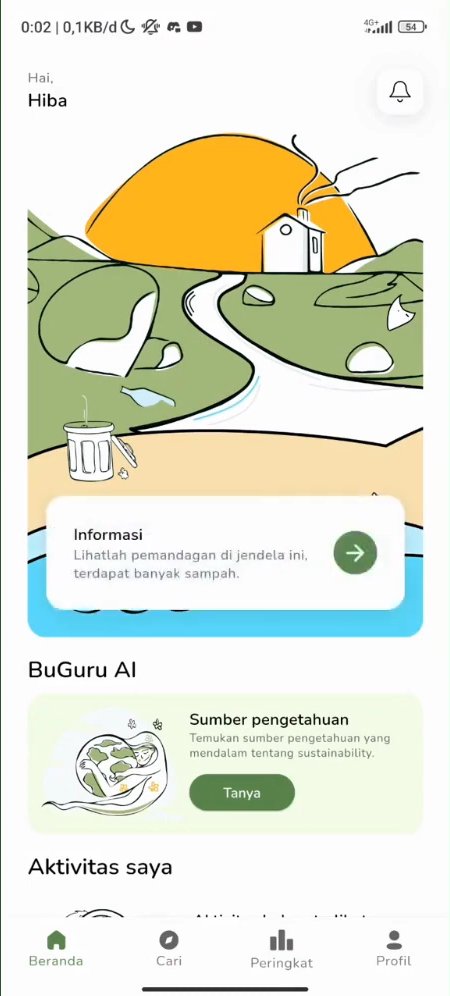 0:02 | 0,1KB/d
4G+
54
Hai,
Hiba
Informasi
Lihatlah pemandagan di jendela ini,
terdapat banyak sampah.
BuGuru AI
Sumber pengetahuan
Temukan sumber pengetahuan yang
mendalam tentang sustainability.
Tanya
Aktivitas saya
Beranda
Cari
Peringkat
Profil